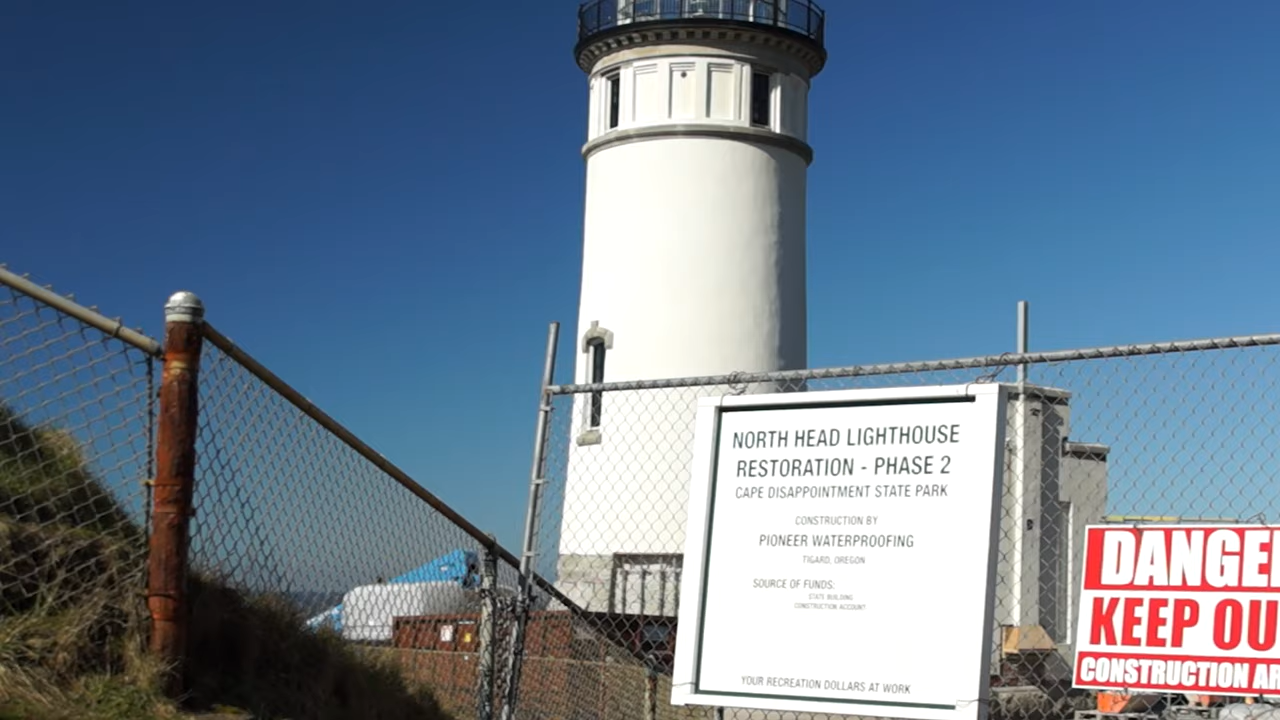 NORTH HEAD LIGHTHOUSE
RESTORATION - PHASE 2
CAPE DISAPPOINTMENT STATE PARK
CONSTRUCTION BY
PIONEER WATERPROOFING
TIGARD, OREGON
SOURCE OF FUNDS:
STATE BUILDING
CONSTRUCTION ACCOUNT
YOUR RECREATION DOLLARS AT WORK
DANGE
KEEP OU
CONSTRUCTION AR